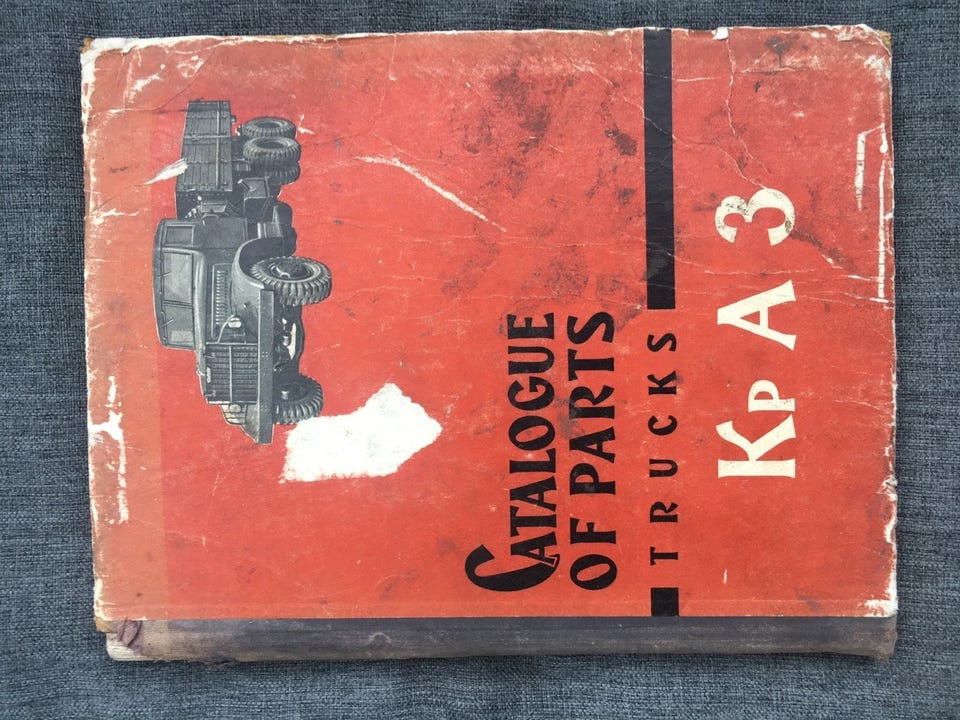 CATALOGUE
OF PARTS
TRUCKS
КрАЗ